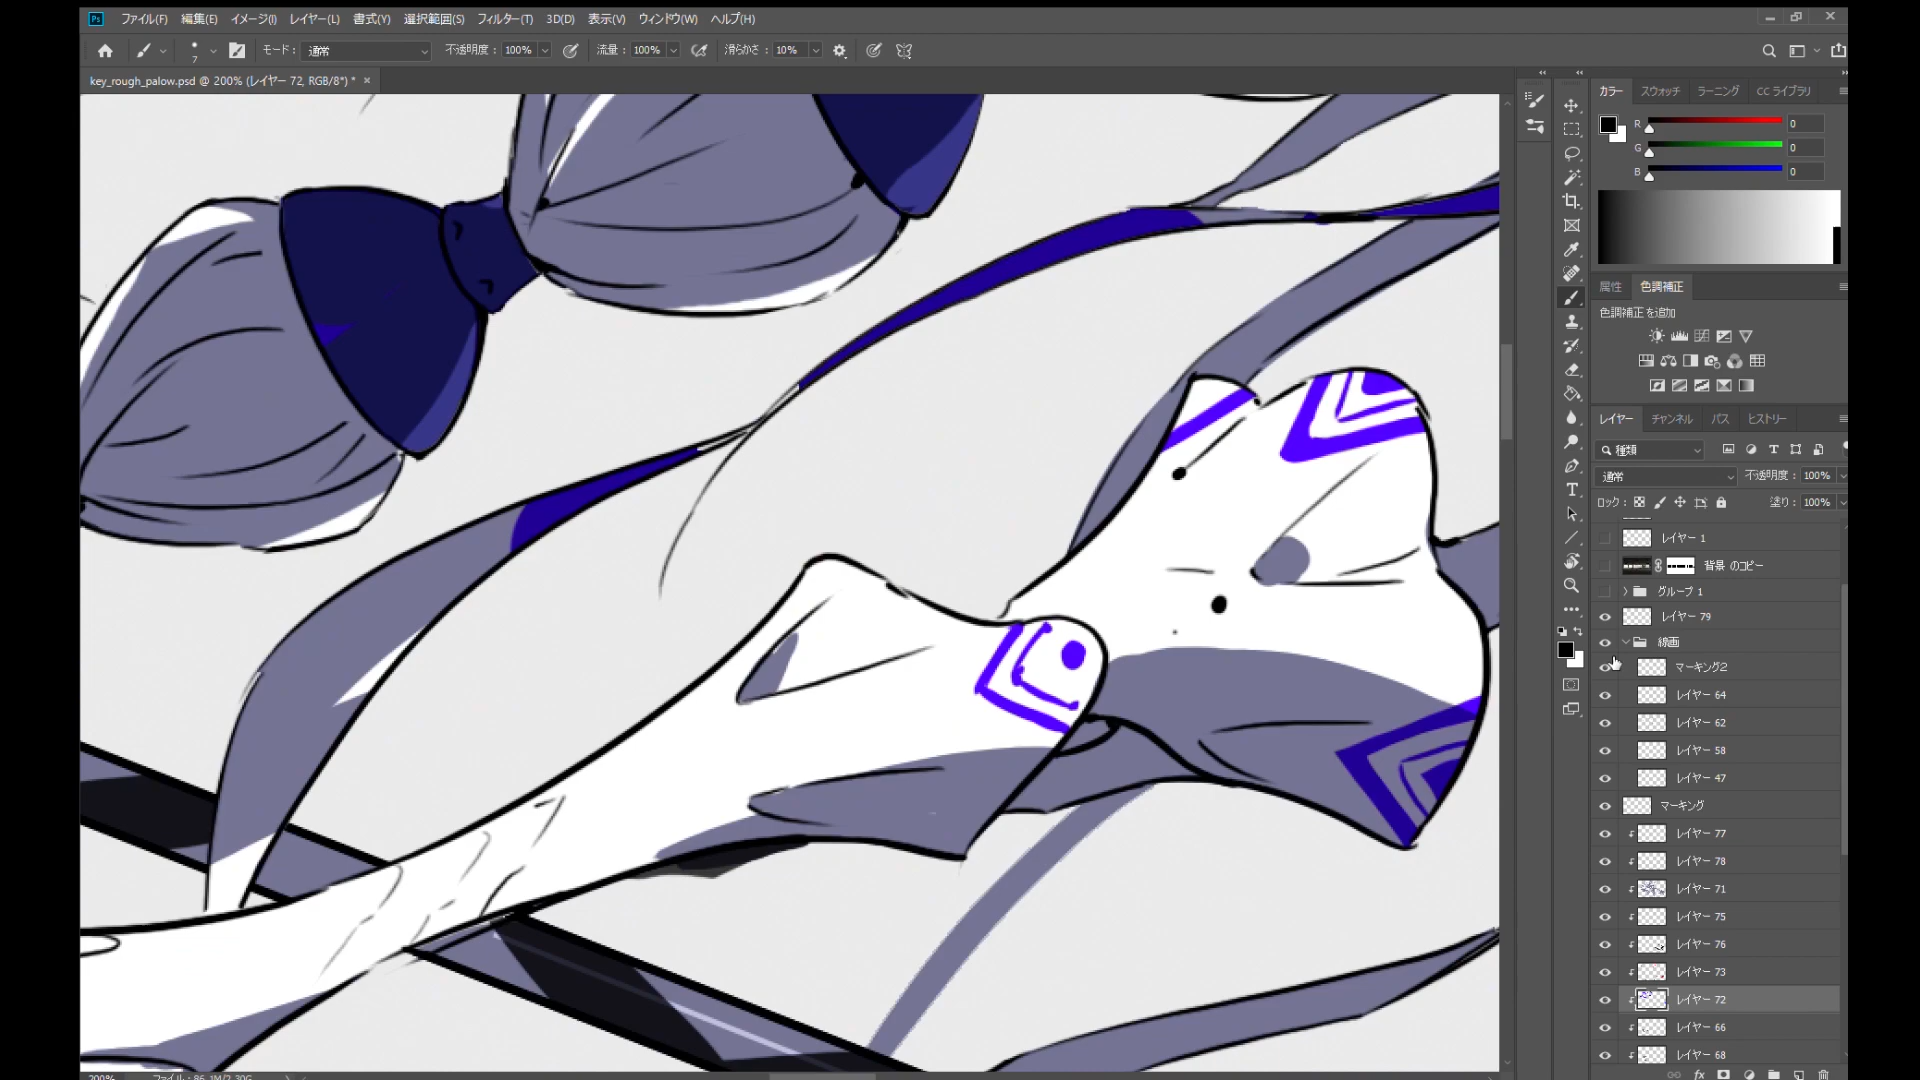 Ps ファイル(F) 編集(E) イメージ(I) レイヤー(L) 書式(Y) 選択範囲(S) フィルター(T) 3D(D) 表示(V) ウィンドウ(W) ヘルプ(H)
7 モード: 通常 不透明度: 100% 流量: 100% 滑らかさ: 10%
key_rough_palow.psd @ 200% (レイヤー 72, RGB/8*) * ×
カラー スウォッチ ラーニング CC ライブラリ
R 0
G 0
B 0
属性 色調補正
色調補正を追加
レイヤー チャンネル パス ヒストリー
種類
通常 不透明度: 100%
ロック: 塗り: 100%
レイヤー 1
背景 のコピー
グループ 1
レイヤー 79
線画
マーキング2
レイヤー 64
レイヤー 62
レイヤー 58
レイヤー 47
マーキング
レイヤー 77
レイヤー 78
レイヤー 71
レイヤー 75
レイヤー 76
レイヤー 73
レイヤー 72
レイヤー 66
レイヤー 68
fx
200% ファイル: 86.1M/2.30G